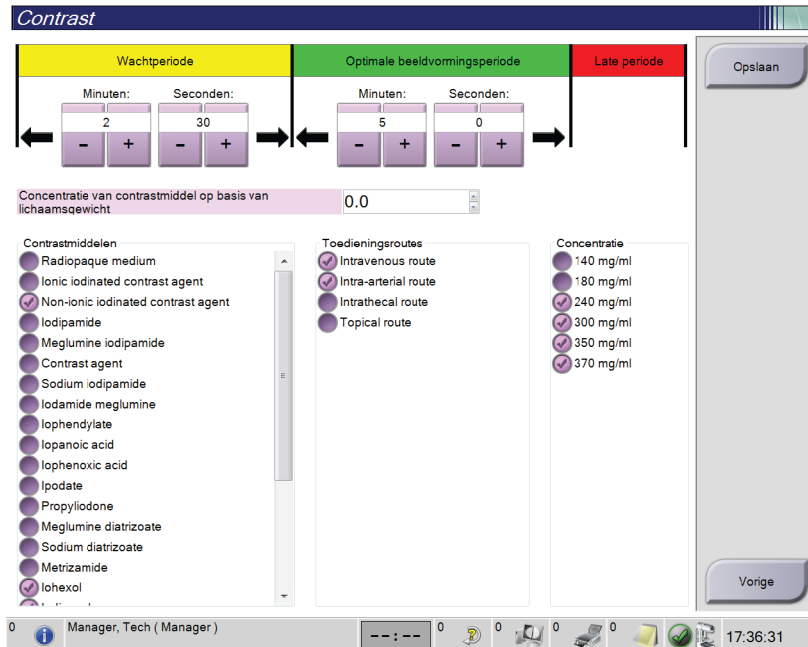 Contrast
Wachtperiode
Optimale beeldvormingsperiode
Late periode
Opslaan
Minuten:
Seconden:
Minuten:
Seconden:
2
30
5
0
- + - + - + - +
Concentratie van contrastmiddel op basis van
lichaamsgewicht
0.0
Contrastmiddelen
Radiopaque medium
Ionic iodinated contrast agent
Non-ionic iodinated contrast agent
Iodipamide
Meglumine iodipamide
Contrast agent
Sodium iodipamide
Iodamide meglumine
Iophendylate
Iopanoic acid
Iophenoxic acid
Ipodate
Propyliodone
Meglumine diatrizoate
Sodium diatrizoate
Metrizamide
Iohexol
Toedieningsroutes
Intravenous route
Intra-arterial route
Intrathecal route
Topical route
Concentratie
140 mg/ml
180 mg/ml
240 mg/ml
300 mg/ml
350 mg/ml
370 mg/ml
Vorige
0
Manager, Tech ( Manager )
--:--
0
0
0
0
17:36:31